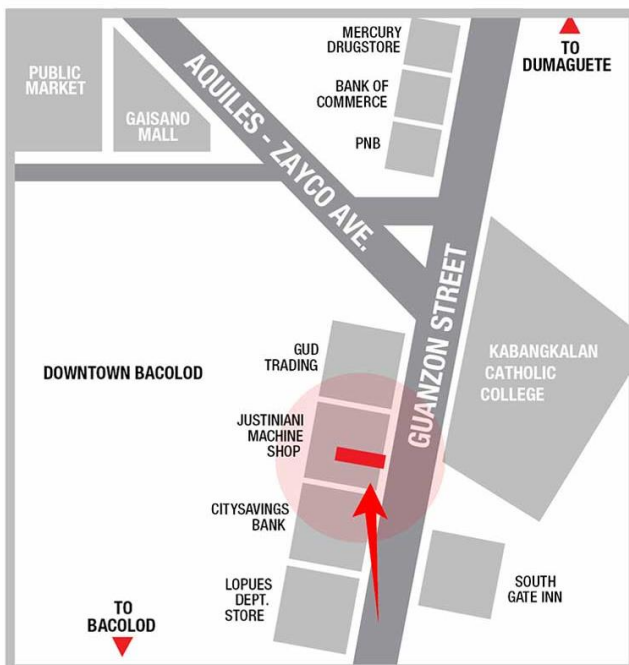 PUBLIC
MARKET
GAISANO
MALL
AQUILES - ZAYCO AVE.
MERCURY
DRUGSTORE
BANK OF
COMMERCE
PNB
TO
DUMAGUETE
GUANZON STREET
KABANGKALAN
CATHOLIC
COLLEGE
GUD
TRADING
DOWNTOWN BACOLOD
JUSTINIANI
MACHINE
SHOP
CITYSAVINGS
BANK
LOPUES
DEPT.
STORE
SOUTH
GATE INN
TO
BACOLOD